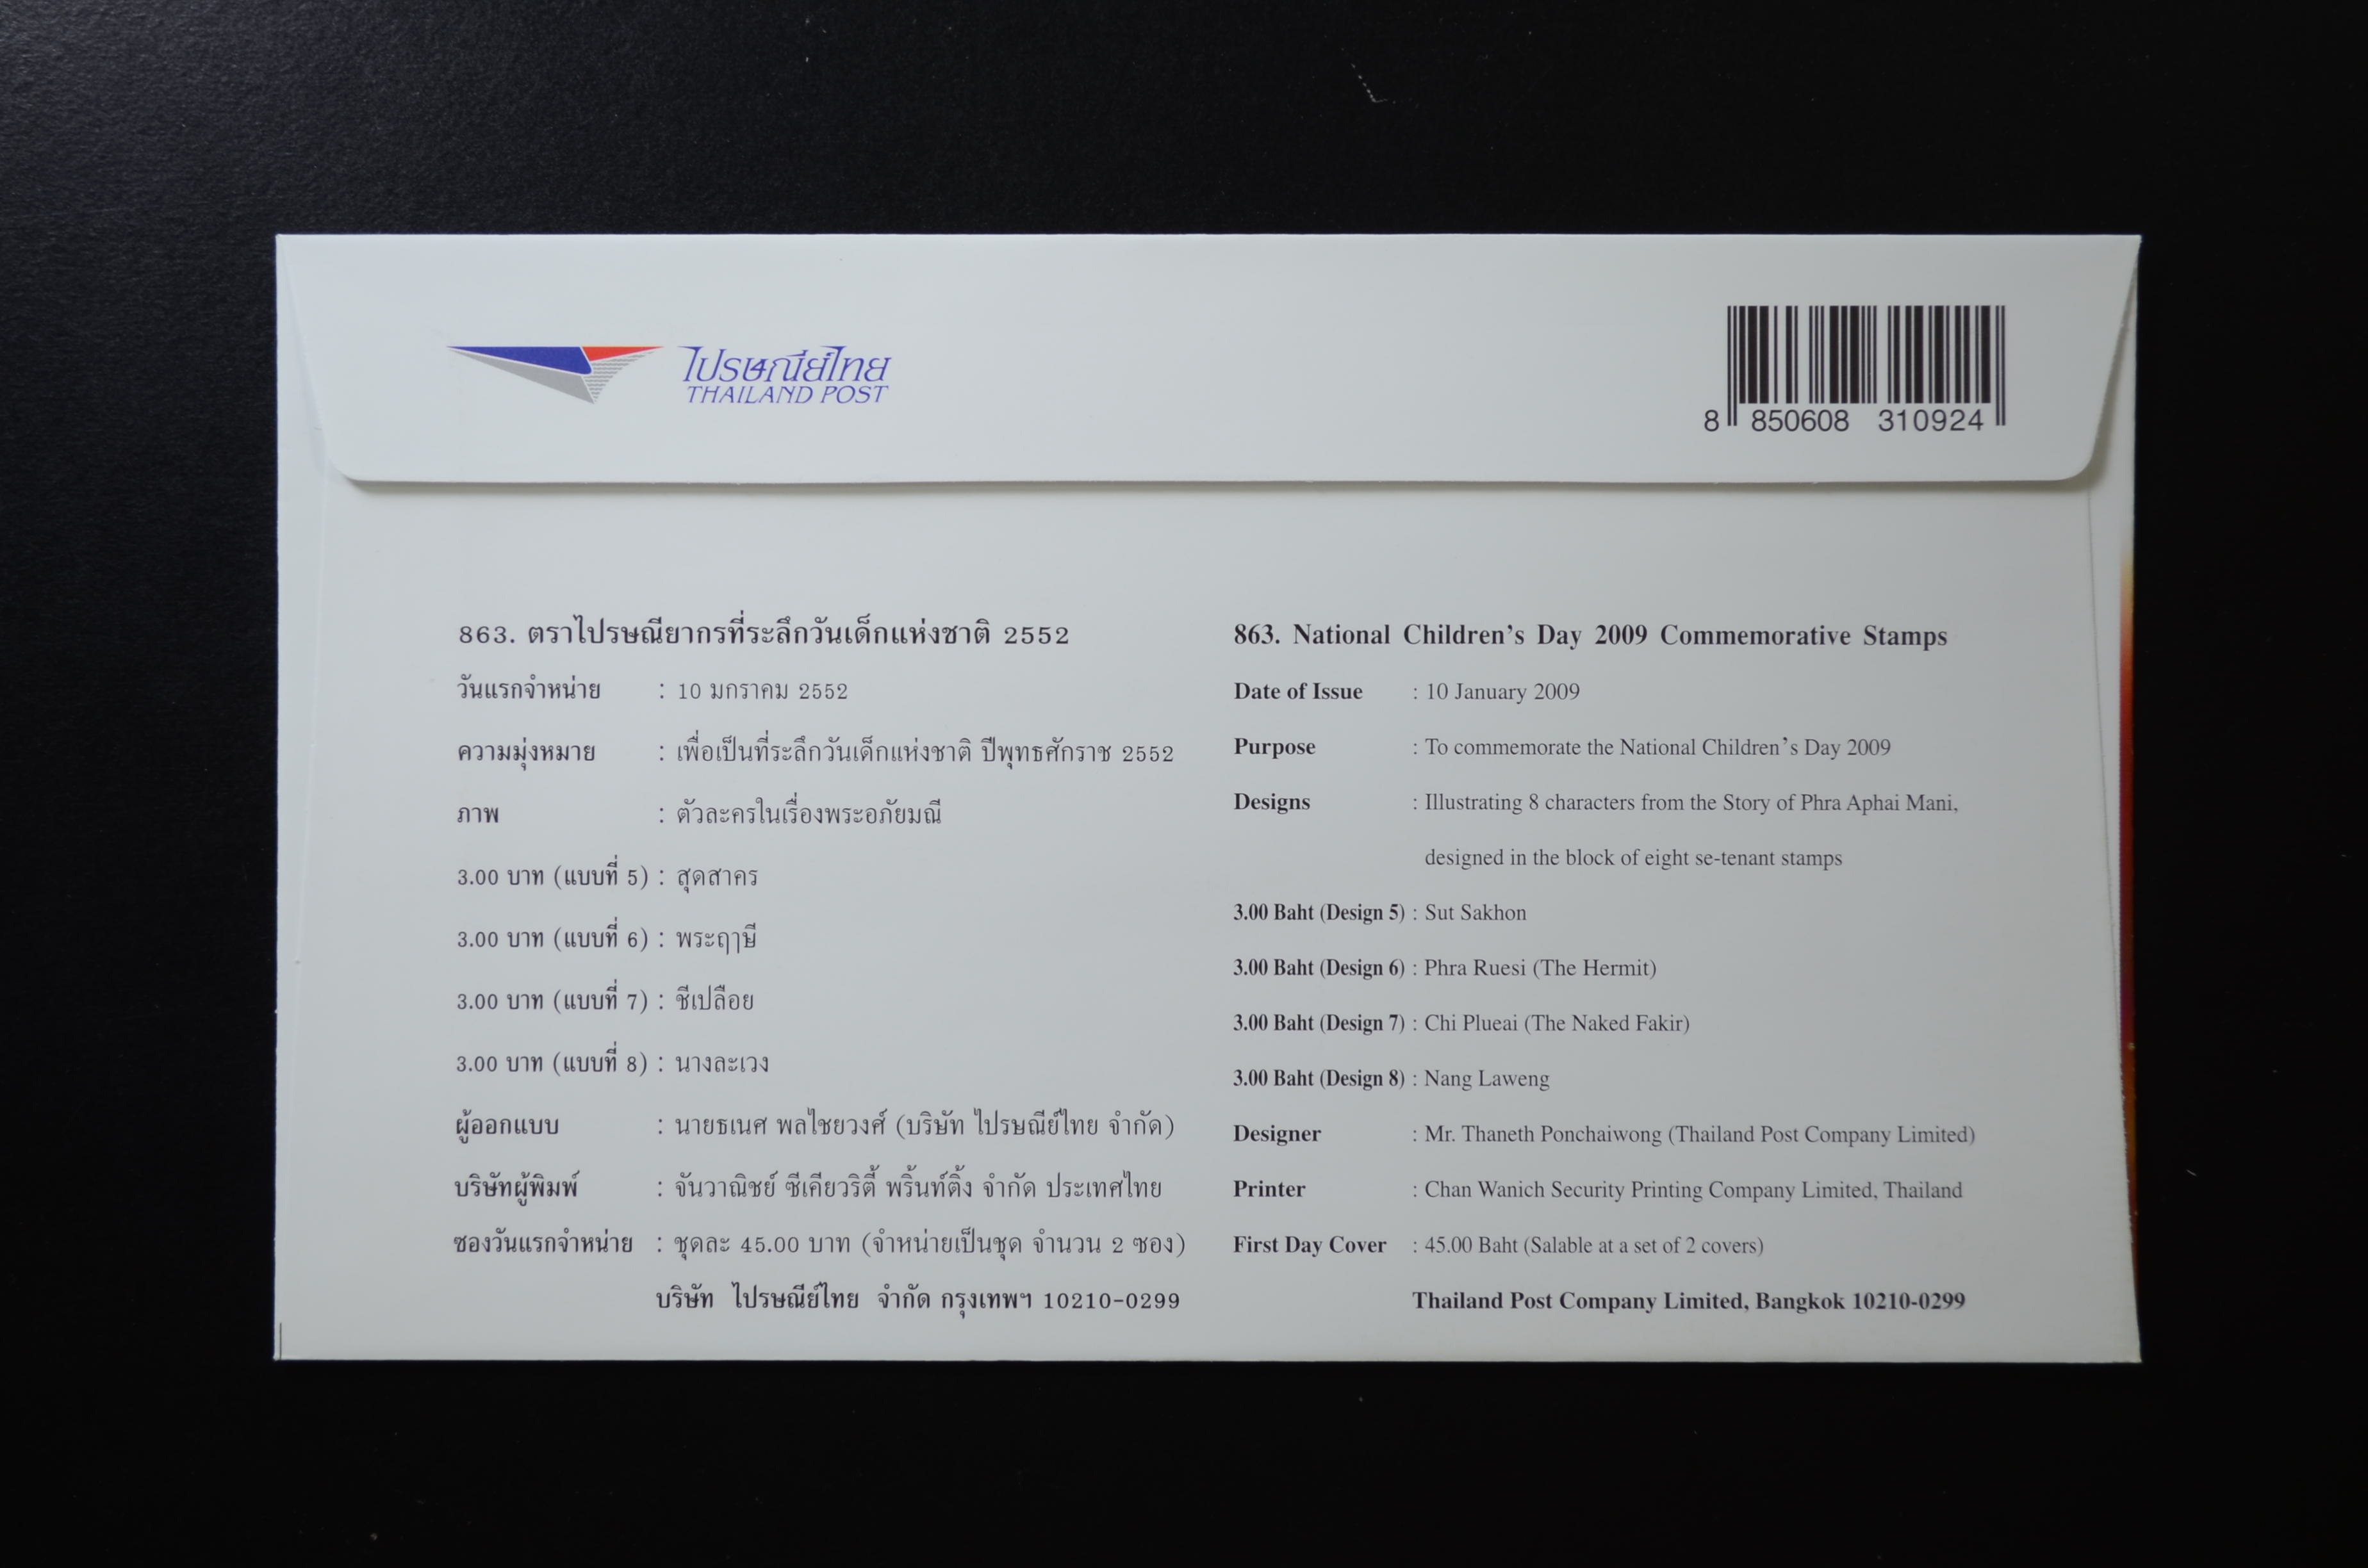 ไปรษณีย์ไทย
THAILAND POST
8 850608 310924
863. ตราไปรษณียากรที่ระลึกวันเด็กแห่งชาติ 2552
วันแรกจำหน่าย : 10 มกราคม 2552
ความมุ่งหมาย : เพื่อเป็นที่ระลึกวันเด็กแห่งชาติ ปีพุทธศักราช 2552
ภาพ : ตัวละครในเรื่องพระอภัยมณี
3.00 บาท (แบบที่ 5) : สุดสาคร
3.00 บาท (แบบที่ 6) : พระฤๅษี
3.00 บาท (แบบที่ 7) : ชีเปลือย
3.00 บาท (แบบที่ 8) : นางละเวง
ผู้ออกแบบ : นายธเนศ พลไชยวงศ์ (บริษัท ไปรษณีย์ไทย จำกัด)
บริษัทผู้พิมพ์ : จันวาณิชย์ ซีเคียวริตี้ พริ้นท์ติ้ง จำกัด ประเทศไทย
ซองวันแรกจำหน่าย : ชุดละ 45.00 บาท (จำหน่ายเป็นชุด จำนวน 2 ซอง)
บริษัท ไปรษณีย์ไทย จำกัด กรุงเทพฯ 10210-0299
863. National Children's Day 2009 Commemorative Stamps
Date of Issue : 10 January 2009
Purpose : To commemorate the National Children's Day 2009
Designs : Illustrating 8 characters from the Story of Phra Aphai Mani,
designed in the block of eight se-tenant stamps
3.00 Baht (Design 5) : Sut Sakhon
3.00 Baht (Design 6) : Phra Ruesi (The Hermit)
3.00 Baht (Design 7) : Chi Plueai (The Naked Fakir)
3.00 Baht (Design 8) : Nang Laweng
Designer : Mr. Thaneth Ponchaiwong (Thailand Post Company Limited)
Printer : Chan Wanich Security Printing Company Limited, Thailand
First Day Cover : 45.00 Baht (Salable at a set of 2 covers)
Thailand Post Company Limited, Bangkok 10210-0299